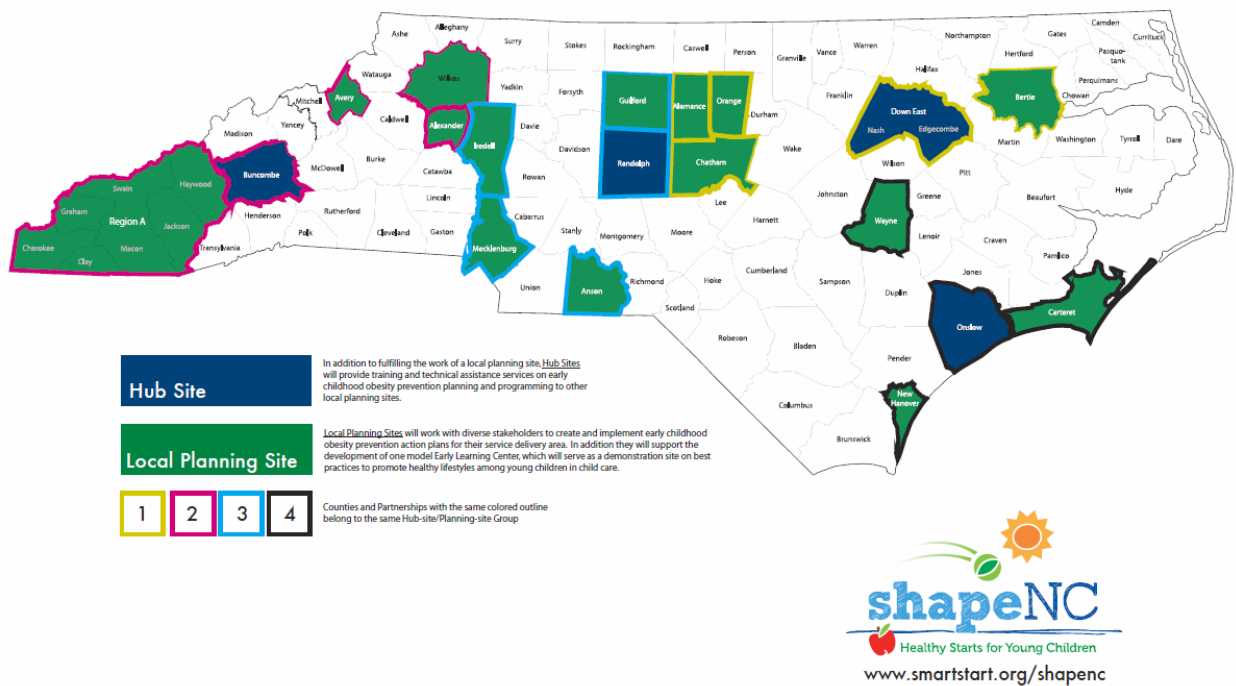 Camden
Alleghany
Gates
Currituck
Ashe
Northampton
Surry
Stokes
Rockingham
Caswell
Person
Vance
Warren
Hertford
Pasquo-
tank
Granville
Halifax
Watauga
Wilkes
Perquimans
Yadkin
Forsyth
Franklin
Avery
Mitchell
Guilford
Alamance
Orange
Bertie
Chowan
Down East
Durham
Yancey
Caldwell
Alexander
Davie
Nash
Edgecombe
Madison
Iredell
Martin
Washington
Tyrrell
Dare
Davidson
Wake
Burke
McDowell
Catawba
Randolph
Chatham
Wilson
Buncombe
Rowan
Pitt
Swain
Haywood
Hyde
Lincoln
Lee
Johnston
Greene
Beaufort
Graham
Region A
Jackson
Henderson
Rutherford
Cabarrus
Harnett
Wayne
Polk
Cleveland
Gaston
Stanly
Montgomery
Moore
Lenoir
Craven
Cherokee
Macon
Transylvania
Mecklenburg
Pamlico
Clay
Cumberland
Jones
Union
Anson
Richmond
Hoke
Sampson
Duplin
Scotland
Carteret
Onslow
Robeson
Bladen
Pender
New
Hanover
Columbus
Brunswick
Hub Site
In addition to fulfilling the work of a local planning site, Hub Sites
will provide training and technical assistance services on early
childhood obesity prevention planning and programming to other
local planning sites.
Local Planning Site
Local Planning Sites will work with diverse stakeholders to create and implement early childhood
obesity prevention action plans for their service delivery area. In addition they will support the
development of one model Early Learning Center, which will serve as a demonstration site on best
practices to promote healthy lifestyles among young children in child care.
1 2 3 4
Counties and Partnerships with the same colored outline
belong to the same Hub-site/Planning-site Group
shapeNC
Healthy Starts for Young Children
www.smartstart.org/shapenc